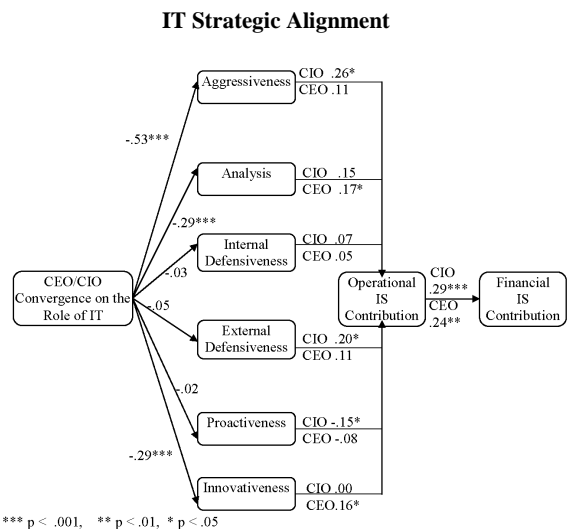 IT Strategic Alignment
Aggressiveness
CIO .26*
CEO .11
-.53***
Analysis
CIO .15
CEO .17*
-.29***
Internal
Defensiveness
CIO .07
CEO .05
-.03
CEO/CIO
Convergence on the
Role of IT
-.05
Operational
IS
Contribution
CIO
.29***
CEO
.24**
Financial
IS
Contribution
External
Defensiveness
CIO .20*
CEO .11
-.02
Proactiveness
CIO -.15*
CEO -.08
-.29***
Innovativeness
CIO .00
CEO .16*
*** p < .001, ** p < .01, * p < .05